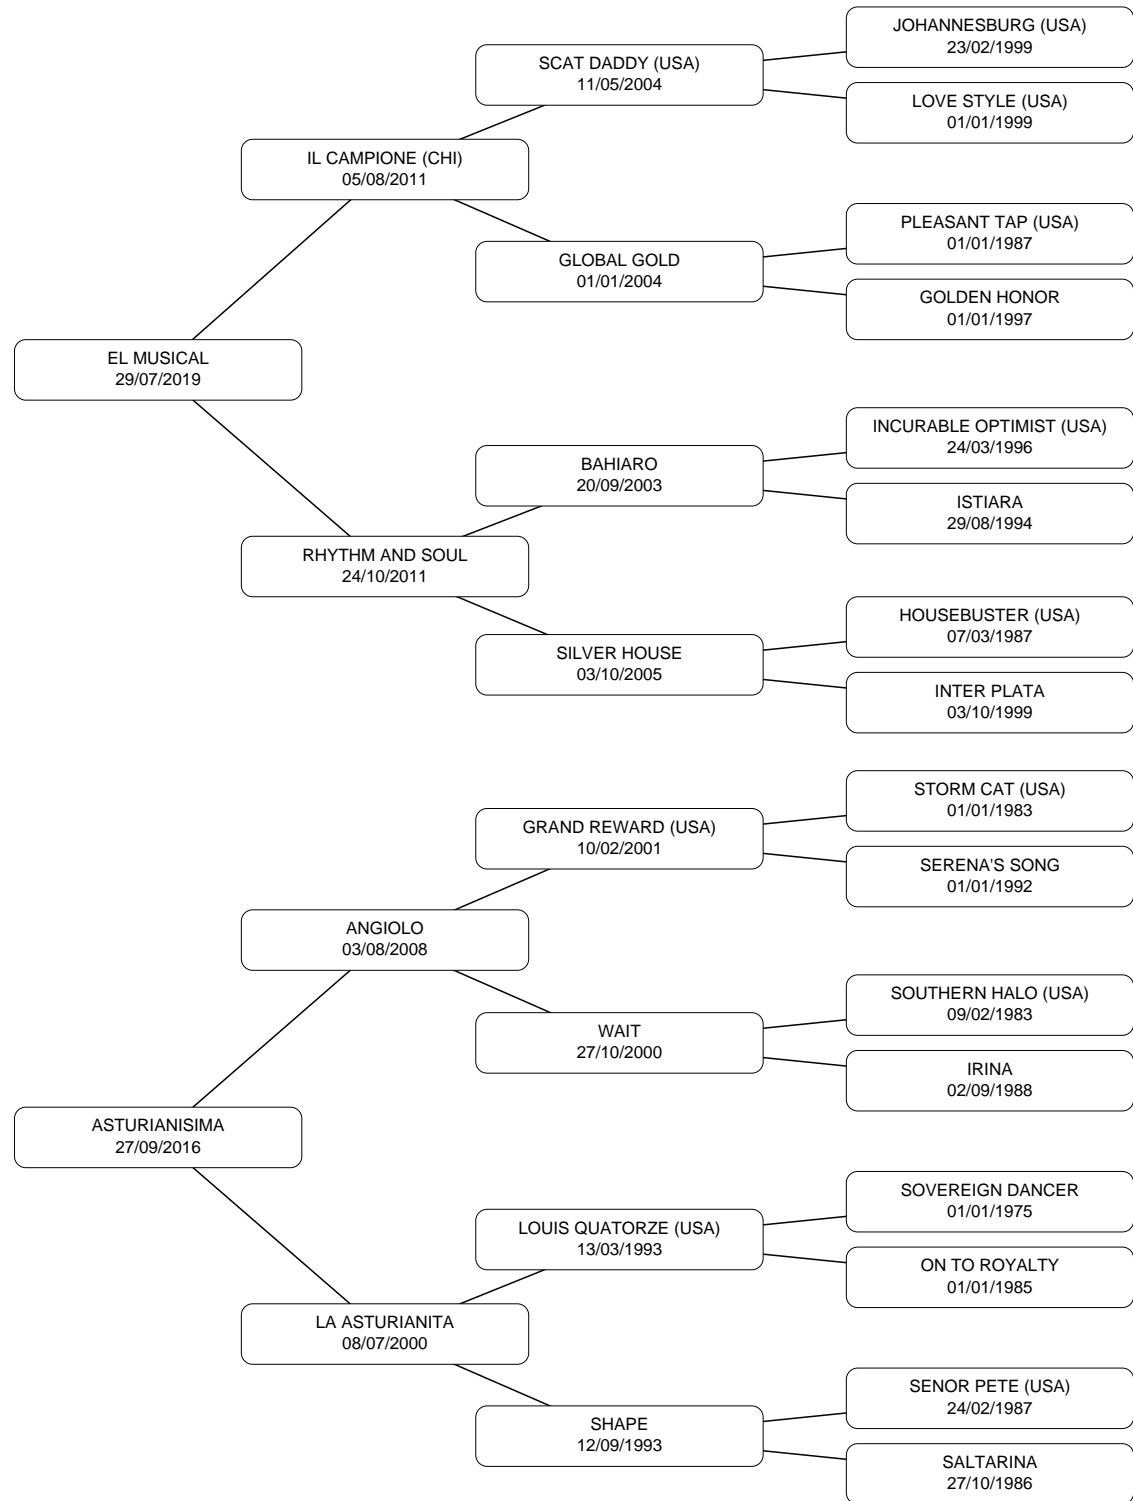 JOHANNESBURG (USA)
23/02/1999
SCAT DADDY (USA)
11/05/2004
LOVE STYLE (USA)
01/01/1999
IL CAMPIONE (CHI)
05/08/2011
PLEASANT TAP (USA)
01/01/1987
GLOBAL GOLD
01/01/2004
GOLDEN HONOR
01/01/1997
EL MUSICAL
29/07/2019
INCURABLE OPTIMIST (USA)
24/03/1996
BAHIARO
20/09/2003
ISTIARA
29/08/1994
RHYTHM AND SOUL
24/10/2011
HOUSEBUSTER (USA)
07/03/1987
SILVER HOUSE
03/10/2005
INTER PLATA
03/10/1999
STORM CAT (USA)
01/01/1983
GRAND REWARD (USA)
10/02/2001
SERENA'S SONG
01/01/1992
ANGIOLO
03/08/2008
SOUTHERN HALO (USA)
09/02/1983
WAIT
27/10/2000
IRINA
02/09/1988
ASTURIANISIMA
27/09/2016
SOVEREIGN DANCER
01/01/1975
LOUIS QUATORZE (USA)
13/03/1993
ON TO ROYALTY
01/01/1985
LA ASTURIANITA
08/07/2000
SENOR PETE (USA)
24/02/1987
SHAPE
12/09/1993
SALTARINA
27/10/1986